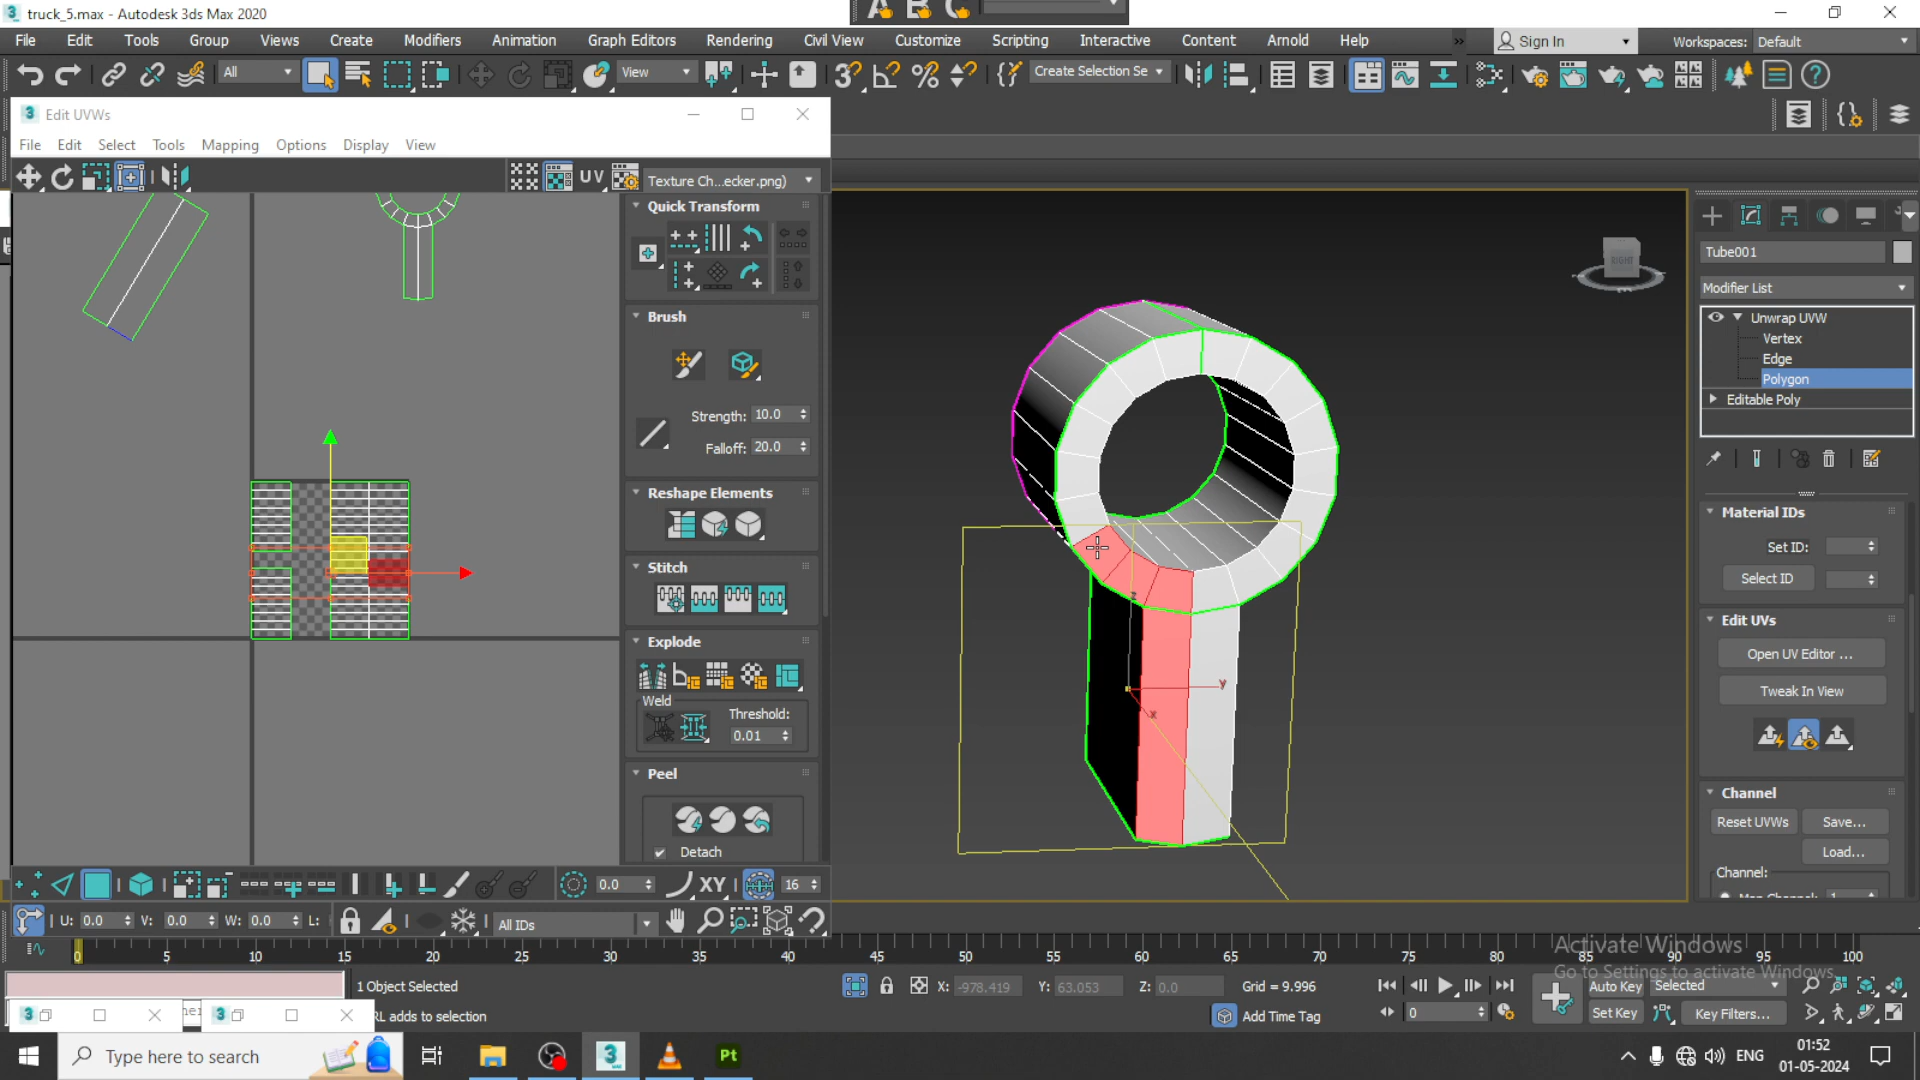 truck_5.max - Autodesk 3ds Max 2020
File Edit Tools Group Views Create Modifiers Animation Graph Editors Rendering Civil View Customize Scripting Interactive Content Arnold Help
Sign In
Workspaces: Default
All
View
Create Selection Se
Edit UVWs
File Edit Select Tools Mapping Options Display View
UV
Texture Ch...ecker.png)
Quick Transform
Brush
Strength: 10.0
Falloff: 20.0
Reshape Elements
Stitch
Explode
Weld
Threshold:
0.01
Peel
Detach
0.0
XY
16
U: 0.0 V: 0.0 W: 0.0 L:
All IDs
RIGHT
z
y
x
Tube001
Modifier List
Unwrap UVW
Vertex
Edge
Polygon
Editable Poly
Material IDs
Set ID:
Select ID
Edit UVs
Open UV Editor ...
Tweak In View
Channel
Reset UVWs Save...
Load...
Channel:
0 5 10 15 20 25 30 35 40 45 50 55 60 65 70 75 80 85 90 95 100
Activate Windows
Go to Settings to activate Windows.
1 Object Selected
RL adds to selection
X: -978.419 Y: 63.053 Z: 0.0 Grid = 9.996
Add Time Tag
0
Auto Key Selected
Set Key Key Filters...
Type here to search
Pt
ENG
01:52
01-05-2024